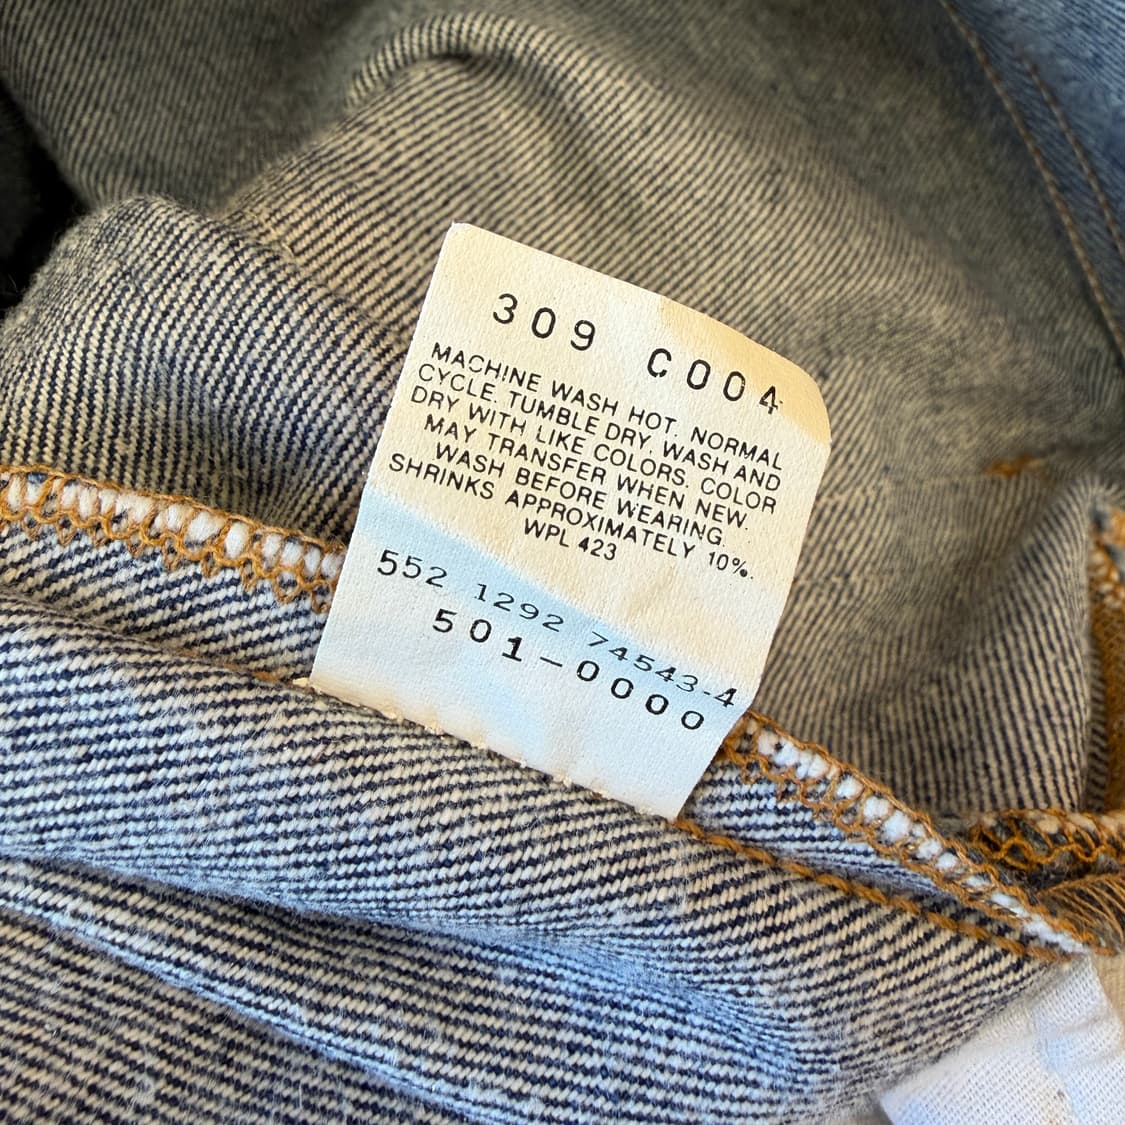 309 C004
MACHINE WASH HOT. NORMAL
CYCLE. TUMBLE DRY. WASH AND
DRY WITH LIKE COLORS. COLOR
MAY TRANSFER WHEN NEW.
WASH BEFORE WEARING.
SHRINKS APPROXIMATELY 10%.
WPL 423
552 1292 74543-4
501-0000